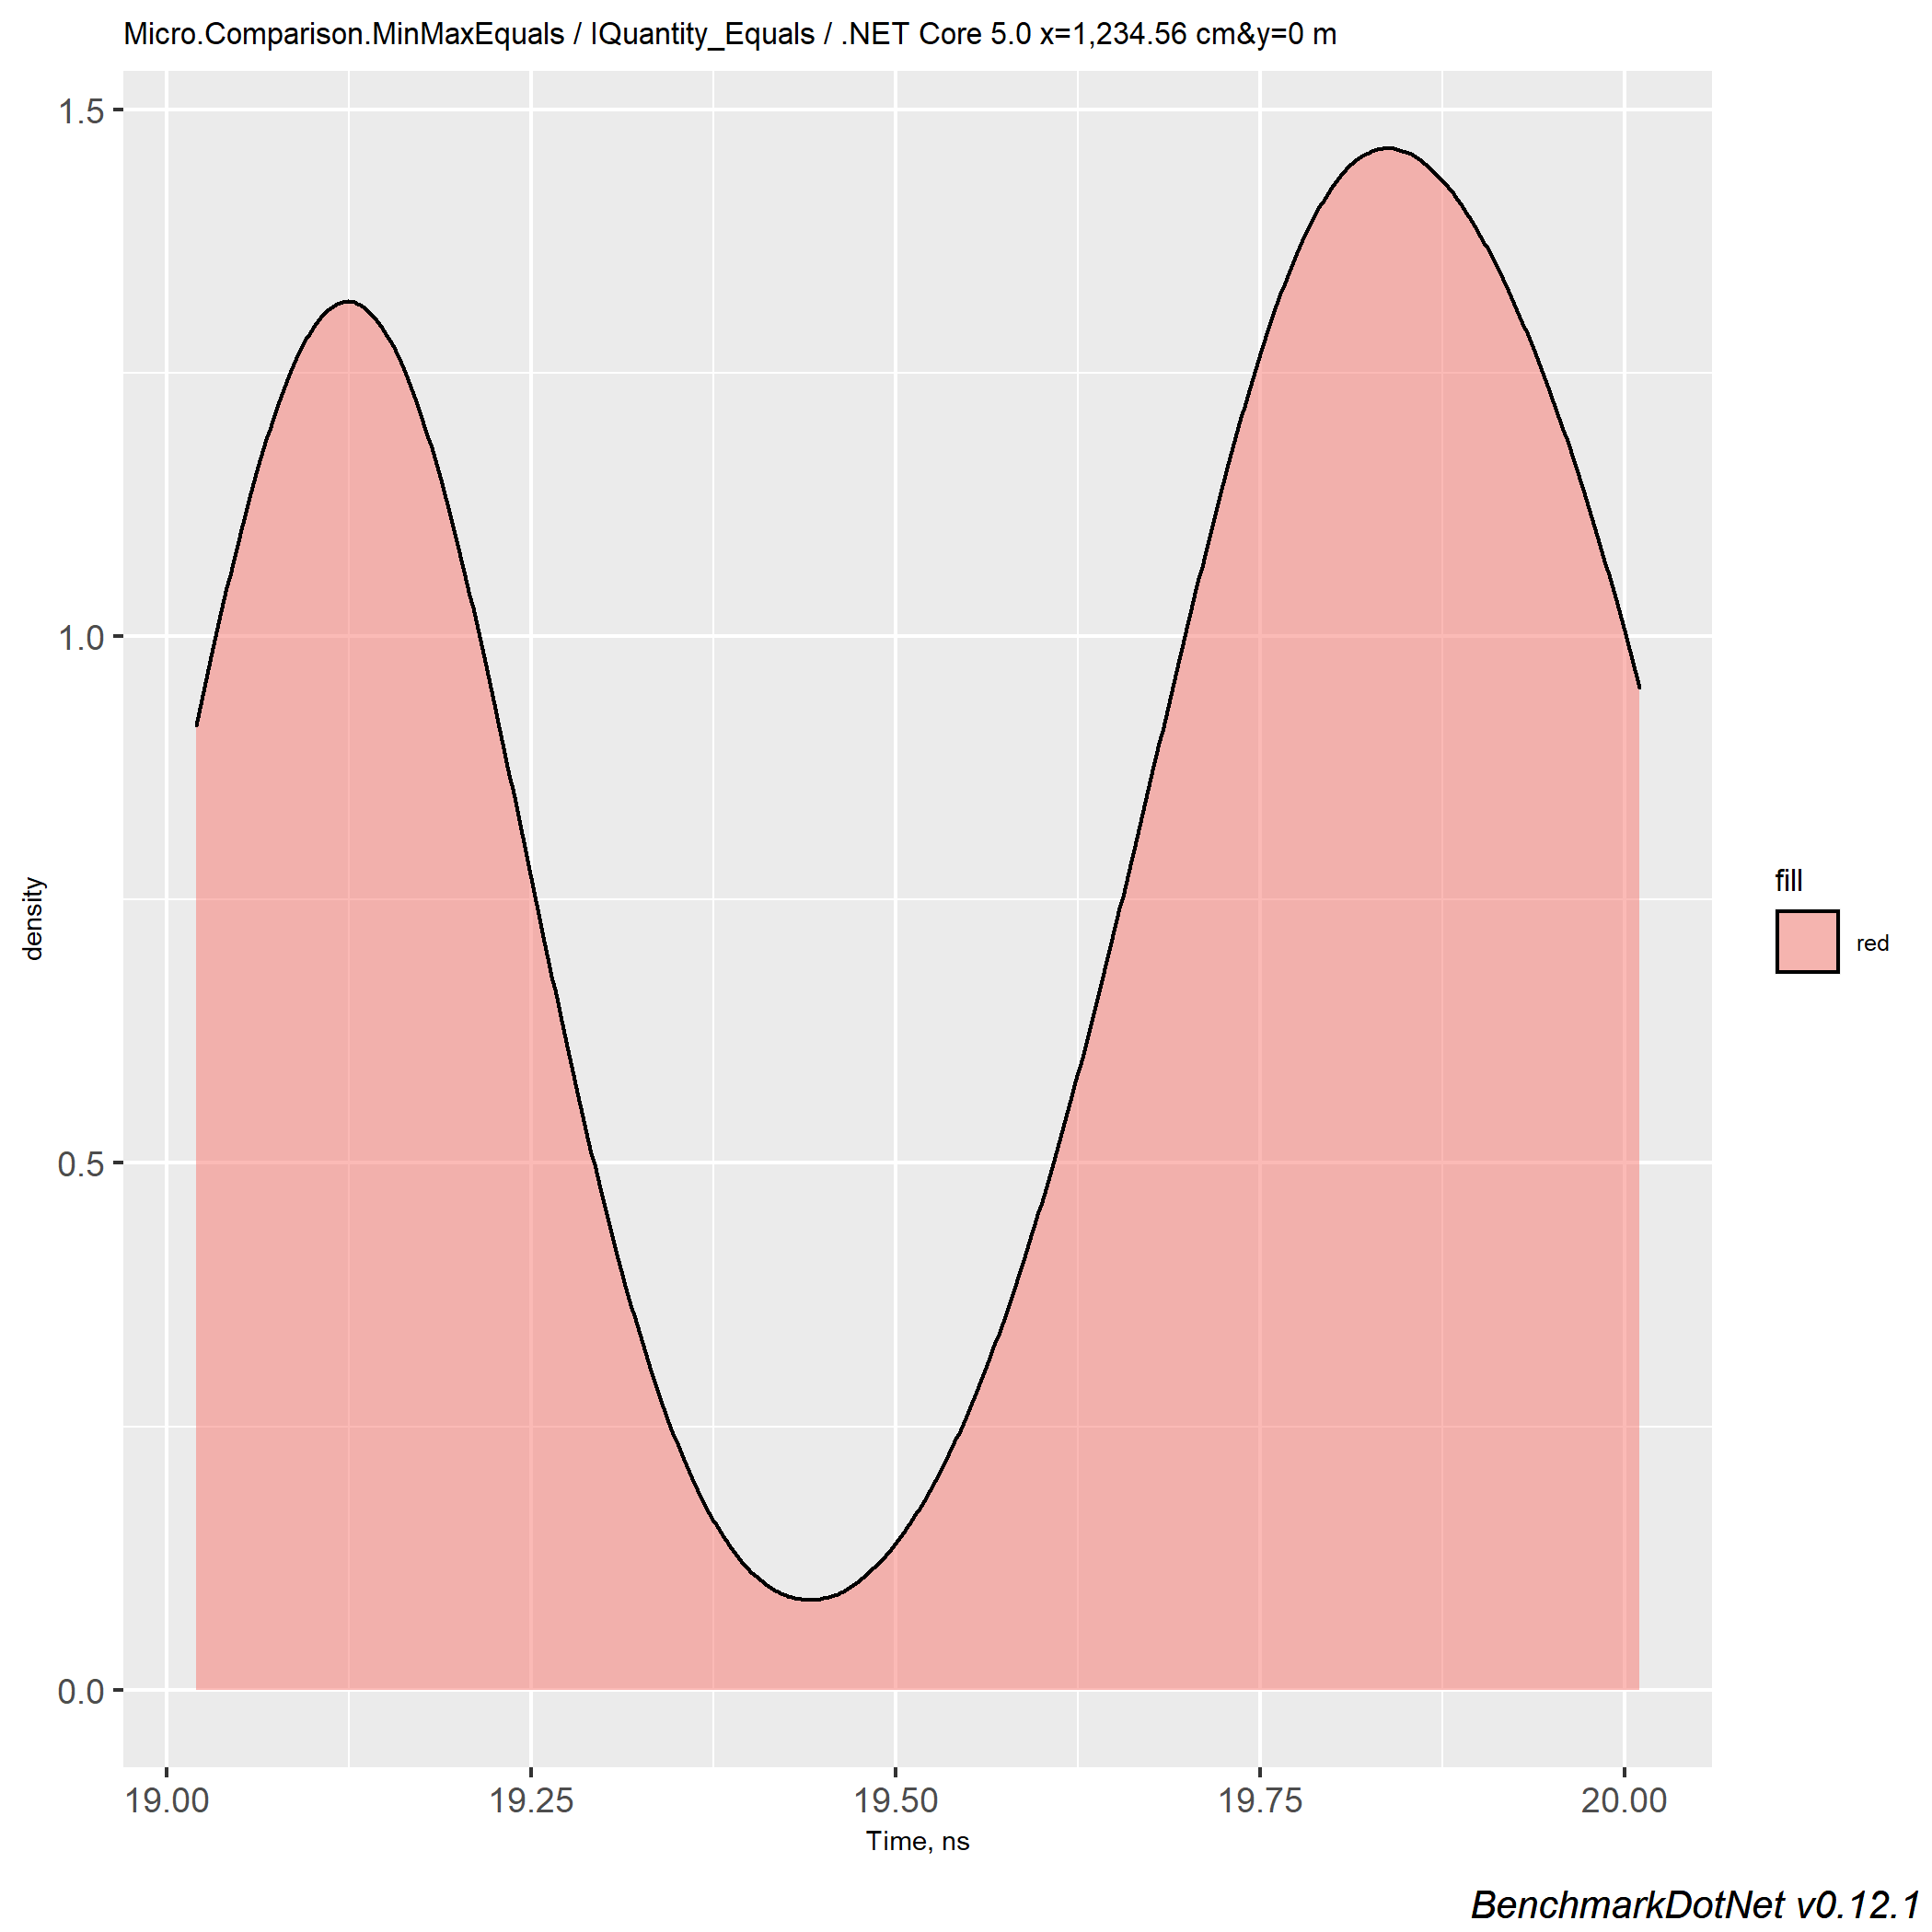 Micro.Comparison.MinMaxEquals / IQuantity_Equals / .NET Core 5.0 x=1,234.56 cm&y=0 m
1.5
1.0
0.5
0.0
density
19.00 19.25 19.50 19.75 20.00
Time, ns
fill
red
BenchmarkDotNet v0.12.1